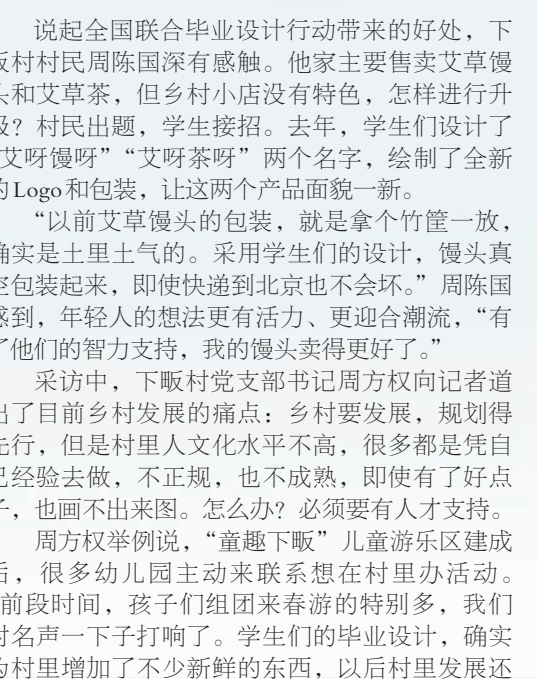 说起全国联合毕业设计行动带来的好处，下
畈村村民周陈国深有感触。他家主要售卖艾草馒
头和艾草茶，但乡村小店没有特色，怎样进行升
级？村民出题，学生接招。去年，学生们设计了
“艾呀馒呀”“艾呀茶呀”两个名字，绘制了全新
的Logo和包装，让这两个产品面貌一新。
“以前艾草馒头的包装，就是拿个竹筐一放，
确实是土里土气的。采用学生们的设计，馒头真
空包装起来，即使快递到北京也不会坏。”周陈国
感到，年轻人的想法更有活力、更迎合潮流，“有
了他们的智力支持，我的馒头卖得更好了。”
采访中，下畈村党支部书记周方权向记者道
出了目前乡村发展的痛点：乡村要发展，规划得
先行，但是村里人文化水平不高，很多都是凭自
己经验去做，不正规，也不成熟，即使有了好点
子，也画不出来图。怎么办？必须要有人才支持。
周方权举例说，“童趣下畈”儿童游乐区建成
后，很多幼儿园主动来联系想在村里办活动。
“前段时间，孩子们组团来春游的特别多，我们
村名声一下子打响了。学生们的毕业设计，确实
为村里增加了不少新鲜的东西，以后村里发展还